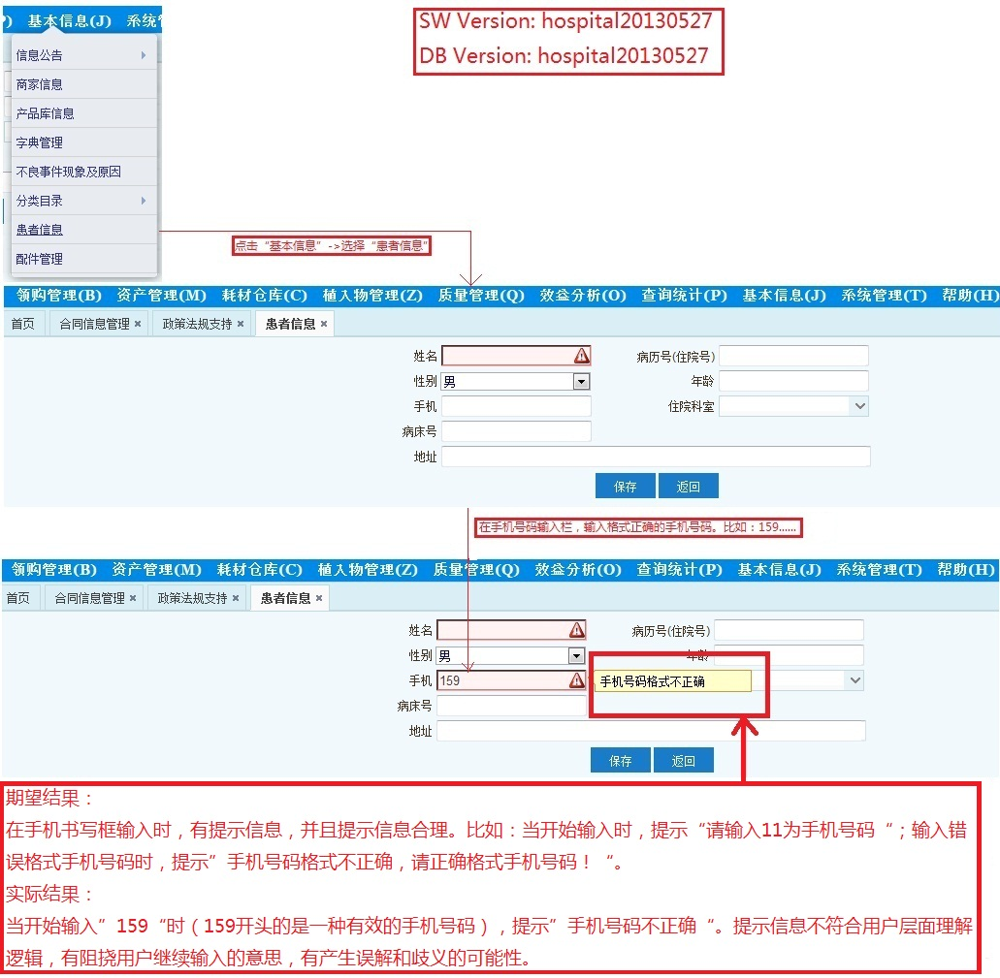 ) 基本信息(J) 系统
SW Version: hospital20130527
DB Version: hospital20130527
信息公告
商家信息
产品库信息
字典管理
不良事件现象及原因
分类目录
患者信息
配件管理
点击“基本信息”->选择“患者信息”
领购管理(B) 资产管理(M) 耗材仓库(C) 植入物管理(Z) 质量管理(Q) 效益分析(O) 查询统计(P) 基本信息(J) 系统管理(T) 帮助(H)
首页 合同信息管理 × 政策法规支持 × 患者信息 ×
姓名 病历号(住院号)
性别 男 年龄
手机 住院科室
病床号
地址
保存 返回
在手机号码输入栏，输入格式正确的手机号码。比如：159......
领购管理(B) 资产管理(M) 耗材仓库(C) 植入物管理(Z) 质量管理(Q) 效益分析(O) 查询统计(P) 基本信息(J) 系统管理(T) 帮助(H)
首页 合同信息管理 × 政策法规支持 × 患者信息 ×
姓名 病历号(住院号)
性别 男 年龄
手机 159 手机号码格式不正确
病床号
地址
保存 返回
期望结果：
在手机书写框输入时，有提示信息，并且提示信息合理。比如：当开始输入时，提示“请输入11为手机号码“；输入错
误格式手机号码时，提示”手机号码格式不正确，请正确格式手机号码！“。
实际结果：
当开始输入”159“时（159开头的是一种有效的手机号码），提示”手机号码不正确“。提示信息不符合用户层面理解
逻辑，有阻挠用户继续输入的意思，有产生误解和歧义的可能性。